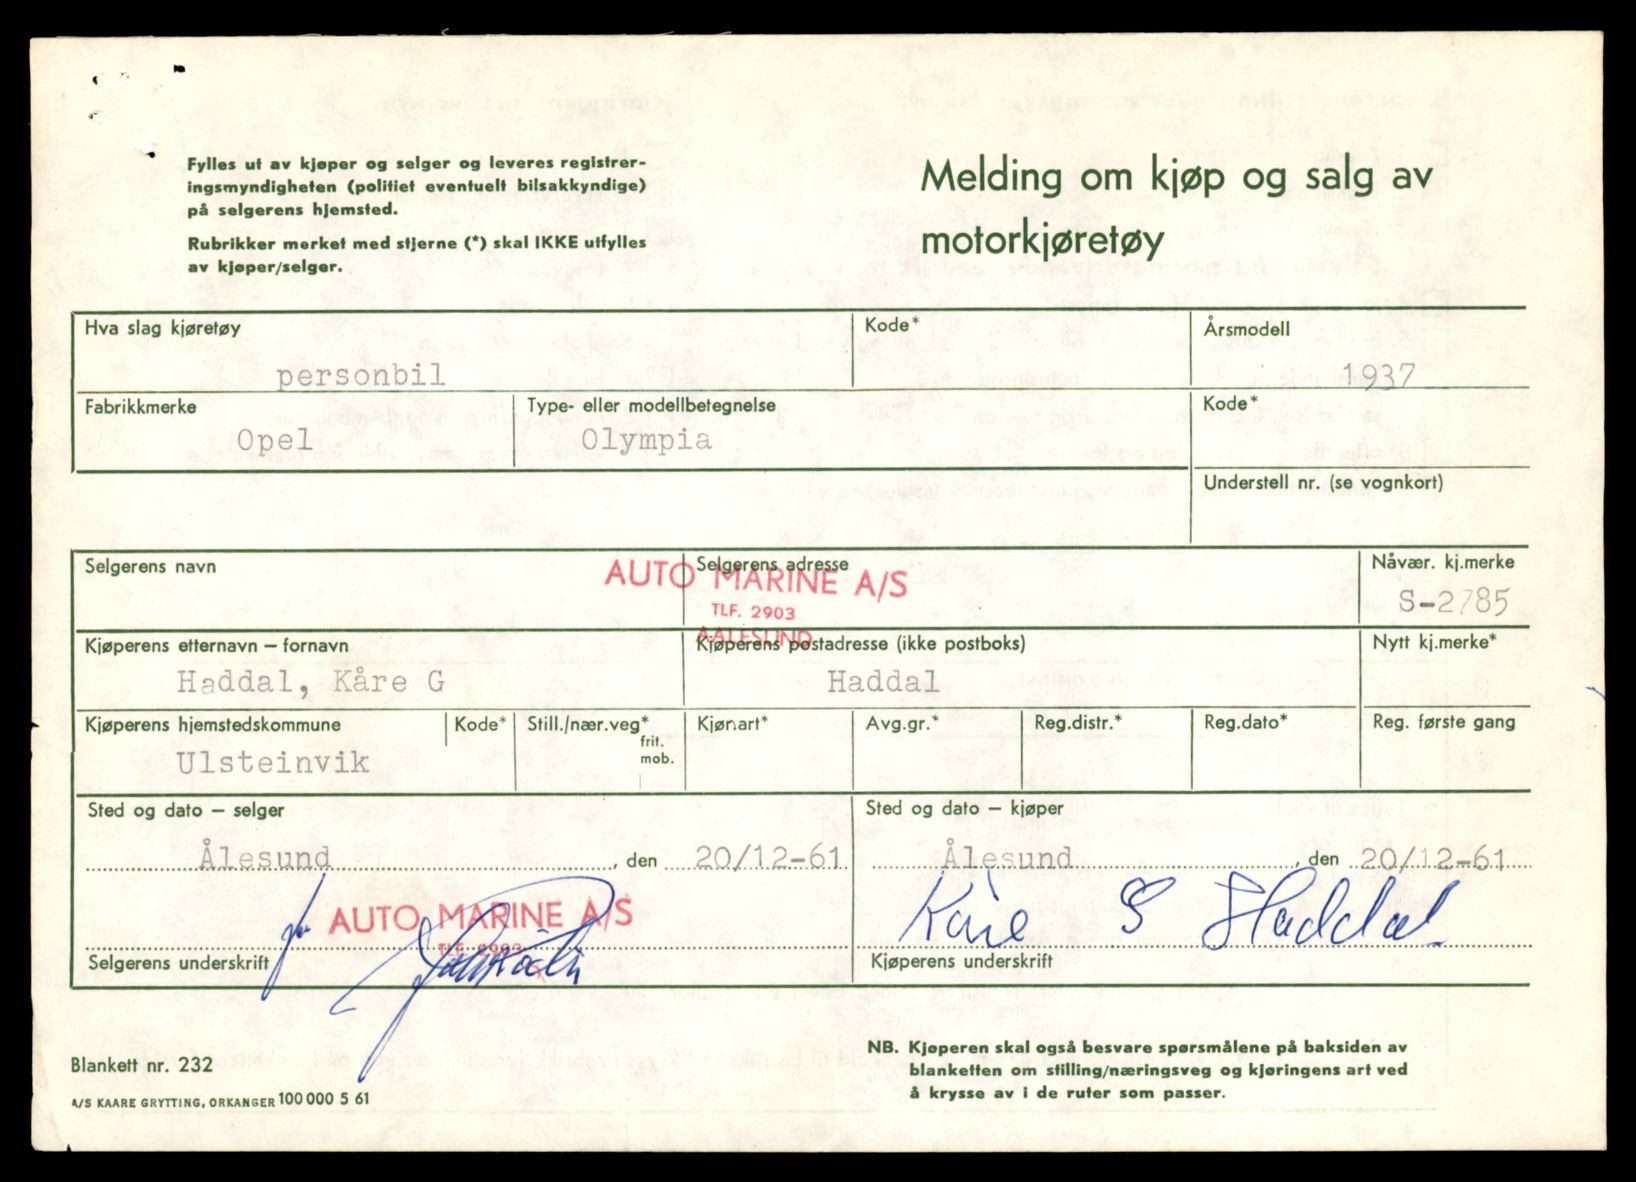 Fylles ut av kjøper og selger og leveres registrer-
ingsmyndigheten (politiet eventuelt bilsakkyndige)
på selgerens hjemsted.
Rubrikker merket med stjerne (*) skal IKKE utfylles
av kjøper/selger.
Melding om kjøp og salg av
motorkjøretøy
Hva slag kjøretøy
personbil
Kode*
Årsmodell
1937
Fabrikkmerke
Opel
Type- eller modellbetegnelse
Olympia
Kode*
Understell nr. (se vognkort)
Selgerens navn
Selgerens adresse
AUTO MARINE A/S
TLF. 2903
AALESUND
Nåvær. kj.merke
S-2785
Kjøperens etternavn – fornavn
Haddal, Kåre G
Kjøperens postadresse (ikke postboks)
Haddal
Nytt kj.merke*
Kjøperens hjemstedskommune
Ulsteinvik
Kode*
Still./nær.veg*
frit.
mob.
Kjør.art*
Avg.gr.*
Reg.distr.*
Reg.dato*
Reg. første gang
Sted og dato – selger
Ålesund, den 20/12-61
Sted og dato – kjøper
Ålesund, den 20/12-61
AUTO MARINE A/S
TLF. 2903
Selgerens underskrift
Kåre G Haddal
Kjøperens underskrift
Blankett nr. 232
A/S KAARE GRYTTING, ORKANGER 100 000 5 61
NB. Kjøperen skal også besvare spørsmålene på baksiden av
blanketten om stilling/næringsveg og kjøringens art ved
å krysse av i de ruter som passer.